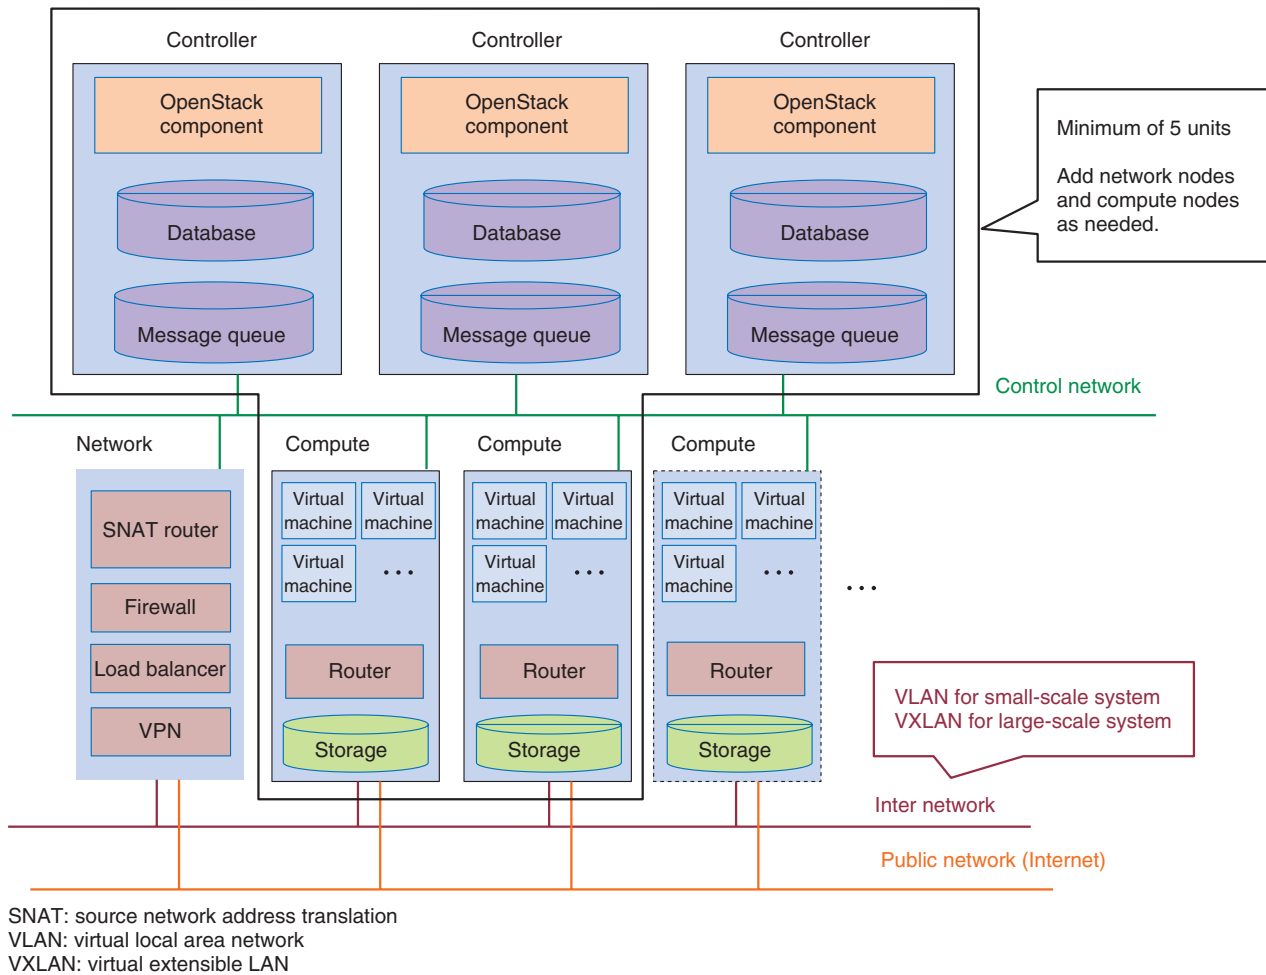 Controller
Controller
Controller
OpenStack
component
OpenStack
component
OpenStack
component
Database
Database
Database
Message queue
Message queue
Message queue
Minimum of 5 units
Add network nodes
and compute nodes
as needed.
Control network
Network
Compute
Compute
Compute
SNAT router
Firewall
Load balancer
VPN
Virtual
machine
Virtual
machine
Virtual
machine
...
Router
Storage
Virtual
machine
Virtual
machine
Virtual
machine
...
Router
Storage
Virtual
machine
Virtual
machine
Virtual
machine
...
Router
Storage
...
VLAN for small-scale system
VXLAN for large-scale system
Inter network
Public network (Internet)
SNAT: source network address translation
VLAN: virtual local area network
VXLAN: virtual extensible LAN